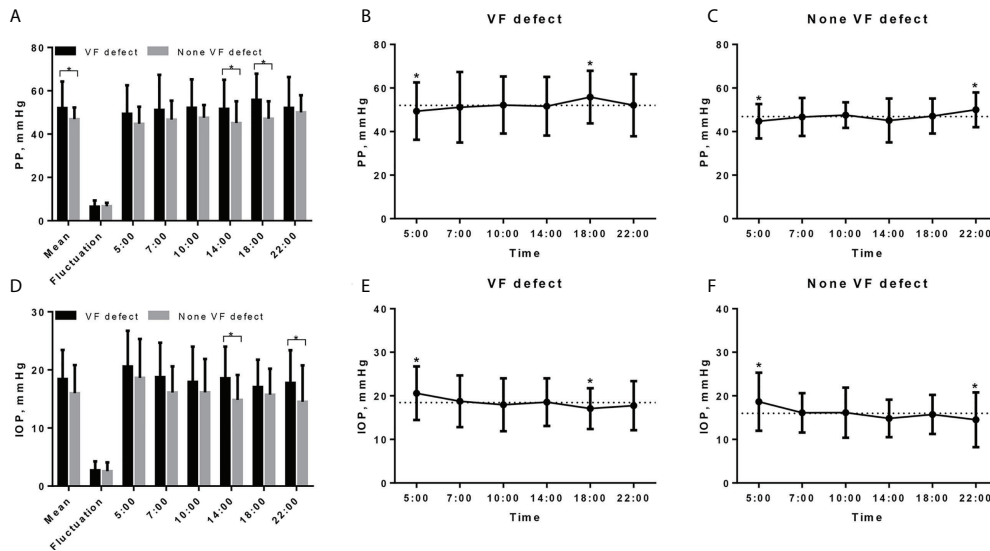 A
VF defect
None VF defect
PP, mmHg
80
60
40
20
0
*
*
*
Mean
Fluctuation
5:00
7:00
10:00
14:00
18:00
22:00
B
VF defect
PP, mmHg
80
60
40
20
0
*
*
5:00
7:00
10:00
14:00
18:00
22:00
Time
C
None VF defect
PP, mmHg
80
60
40
20
0
*
*
5:00
7:00
10:00
14:00
18:00
22:00
Time
D
VF defect
None VF defect
IOP, mmHg
30
20
10
0
*
*
Mean
Fluctuation
5:00
7:00
10:00
14:00
18:00
22:00
E
VF defect
IOP, mmHg
40
30
20
10
0
*
*
5:00
7:00
10:00
14:00
18:00
22:00
Time
F
None VF defect
IOP, mmHg
40
30
20
10
0
*
*
5:00
7:00
10:00
14:00
18:00
22:00
Time